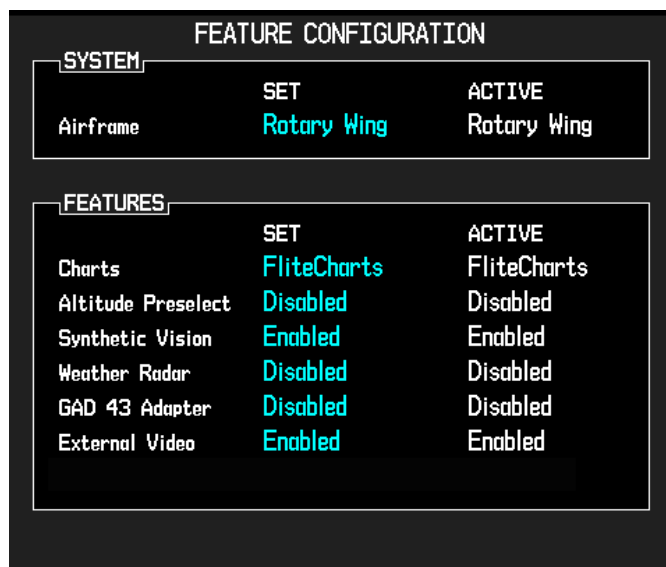 FEATURE CONFIGURATION
SYSTEM
SET ACTIVE
Airframe Rotary Wing Rotary Wing
FEATURES
SET ACTIVE
Charts FliteCharts FliteCharts
Altitude Preselect Disabled Disabled
Synthetic Vision Enabled Enabled
Weather Radar Disabled Disabled
GAD 43 Adapter Disabled Disabled
External Video Enabled Enabled